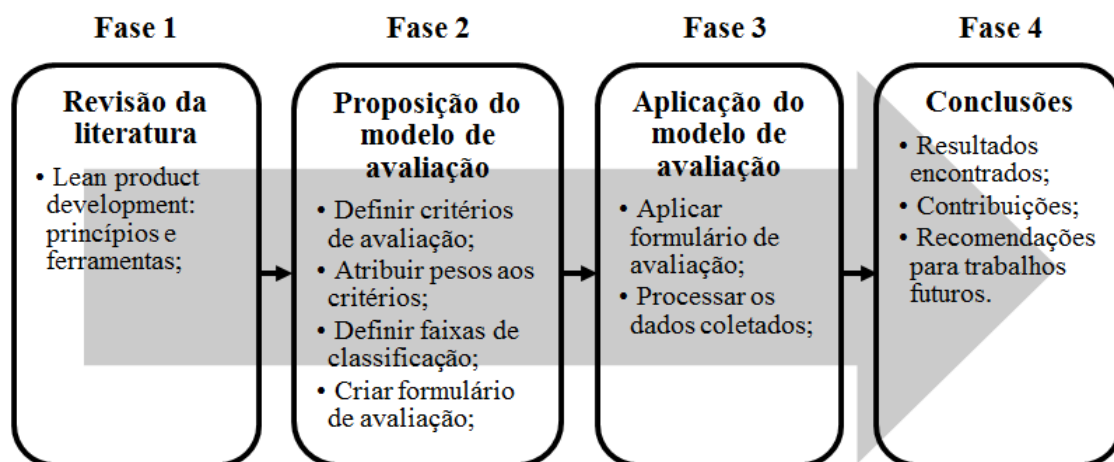 Fase 1
Revisão da
literatura
• Lean product
development:
princípios e
ferramentas;
Fase 2
Proposição do
modelo de
avaliação
• Definir critérios
de avaliação;
• Atribuir pesos aos
critérios;
• Definir faixas de
classificação;
• Criar formulário
de avaliação;
Fase 3
Aplicação do
modelo de
avaliação
• Aplicar
formulário de
avaliação;
• Processar os
dados coletados;
Fase 4
Conclusões
• Resultados
encontrados;
• Contribuições;
• Recomendações
para trabalhos
futuros.